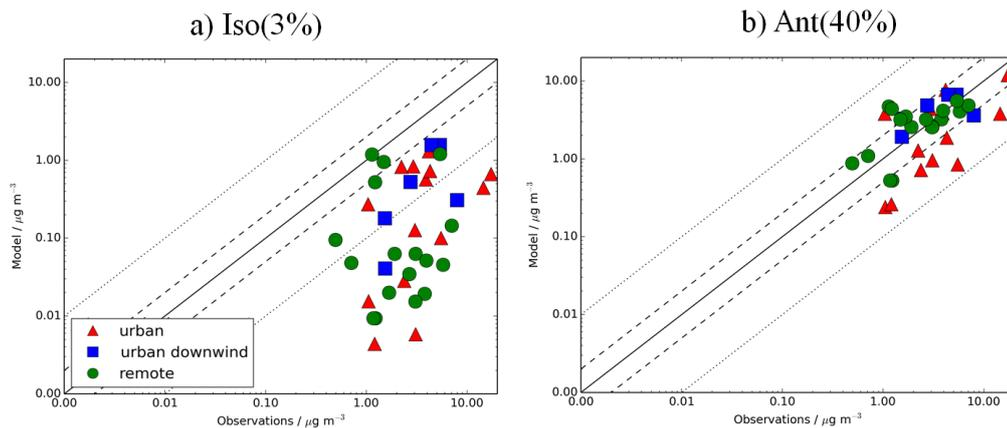 a) Iso(3%)
10.00
1.00
0.10
0.01
0.00
Model / µg m⁻³
urban
urban downwind
remote
0.00
0.01
0.10
1.00
10.00
Observations / µg m⁻³
b) Ant(40%)
10.00
1.00
0.10
0.01
0.00
Model / µg m⁻³
0.00
0.01
0.10
1.00
10.00
Observations / µg m⁻³